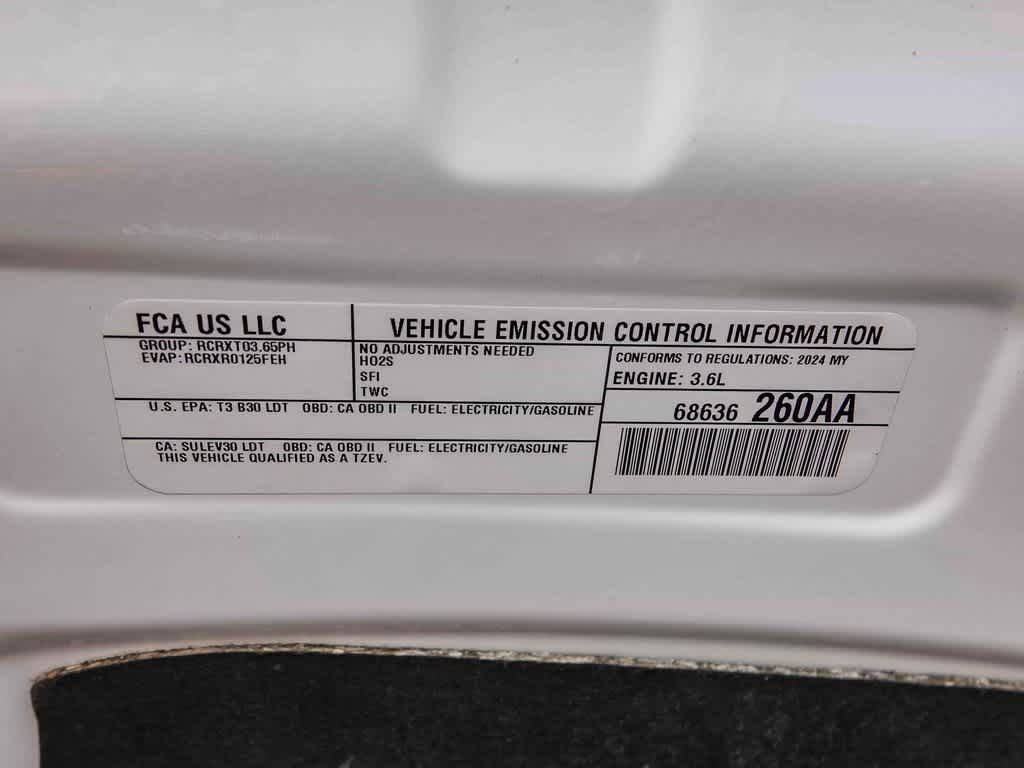 FCA US LLC
VEHICLE EMISSION CONTROL INFORMATION
GROUP: RCRXT03.65PH
EVAP:RCRXR0125FEH
NO ADJUSTMENTS NEEDED
HO2S
SFI
TWC
CONFORMS TO REGULATIONS: 2024 MY
ENGINE: 3.6L
68636 260AA
U.S. EPA: T3 B30 LDT OBD: CA OBD II FUEL: ELECTRICITY/GASOLINE
CA: SULEV30 LDT OBD: CA OBD II FUEL: ELECTRICITY/GASOLINE
THIS VEHICLE QUALIFIED AS A TZEV.